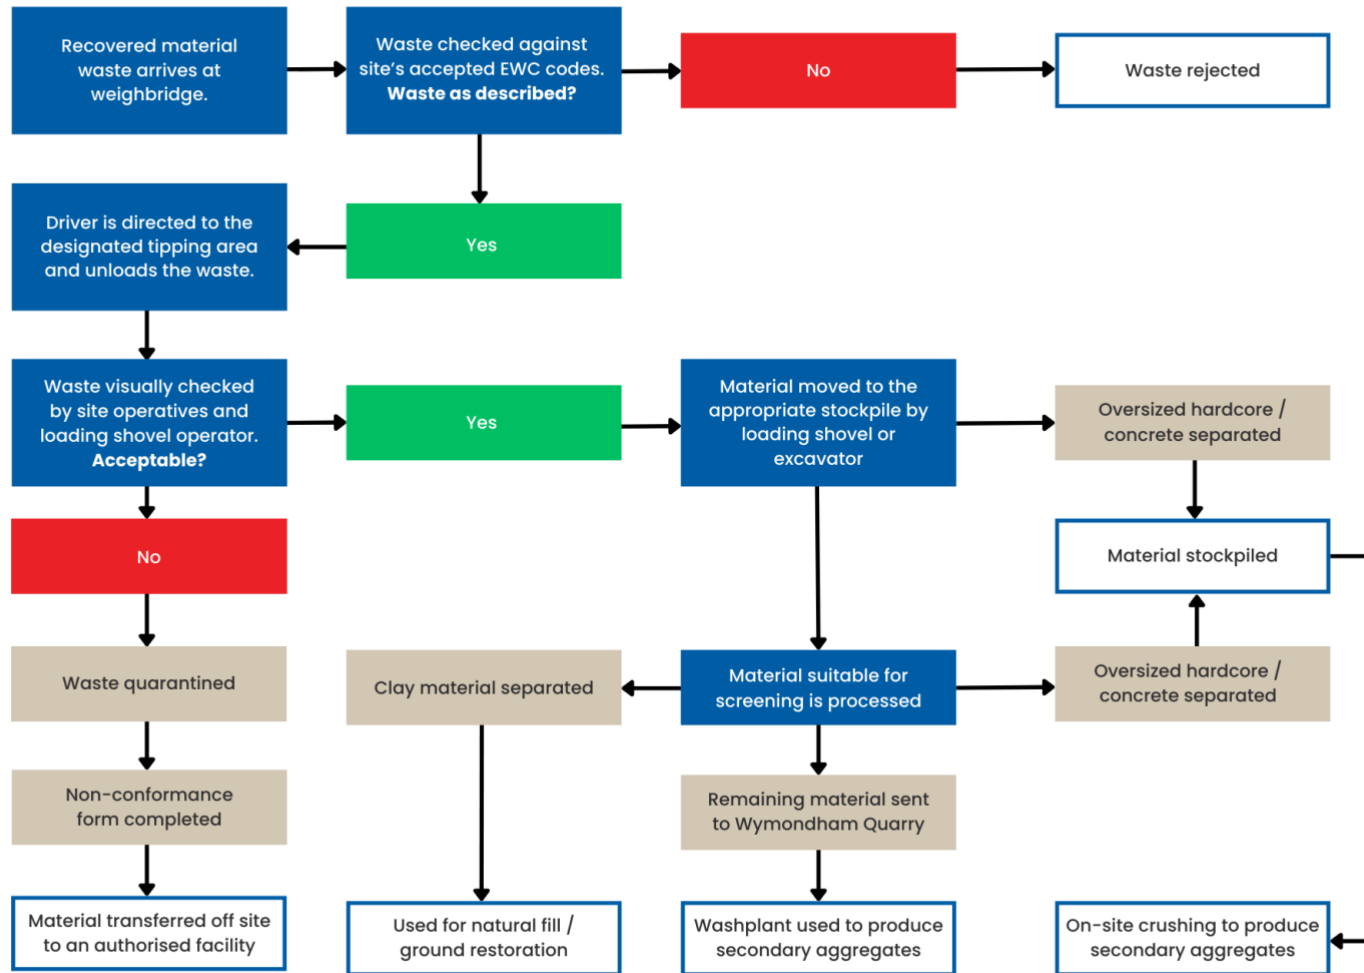 Recovered material
waste arrives at
weighbridge.
Waste checked against
site's accepted EWC codes.
Waste as described?
No
Waste rejected
Driver is directed to the
designated tipping area
and unloads the waste.
Yes
Waste visually checked
by site operatives and
loading shovel operator.
Acceptable?
Yes
Material moved to the
appropriate stockpile by
loading shovel or
excavator
Oversized hardcore /
concrete separated
No
Material stockpiled
Waste quarantined
Clay material separated
Material suitable for
screening is processed
Oversized hardcore /
concrete separated
Non-conformance
form completed
Remaining material sent
to Wymondham Quarry
Material transferred off site
to an authorised facility
Used for natural fill /
ground restoration
Washplant used to produce
secondary aggregates
On-site crushing to produce
secondary aggregates